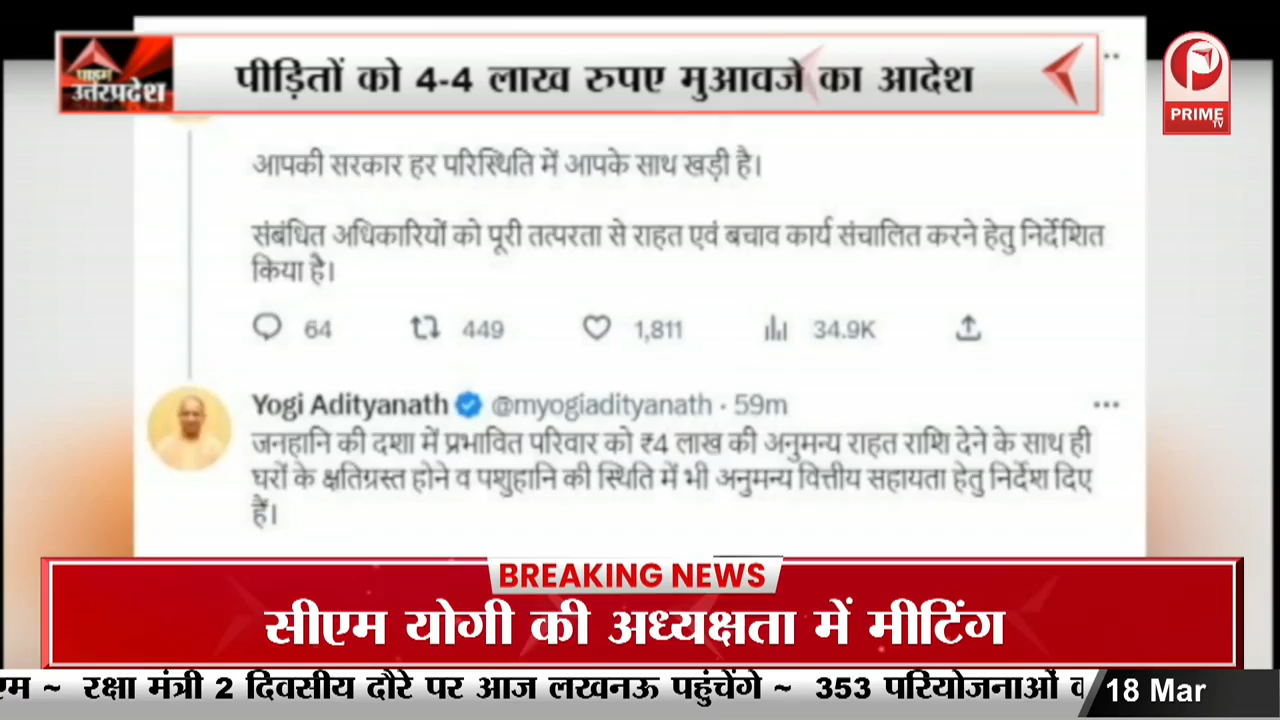 प्राइम
उत्तरप्रदेश
पीड़ितों को 4-4 लाख रुपए मुआवजे का आदेश
PRIME
TV
आपकी सरकार हर परिस्थिति में आपके साथ खड़ी है।
संबंधित अधिकारियों को पूरी तत्परता से राहत एवं बचाव कार्य संचालित करने हेतु निर्देशित
किया है।
64 449 1,811 34.9K
Yogi Adityanath @myogiadityanath · 59m
जनहानि की दशा में प्रभावित परिवार को ₹4 लाख की अनुमन्य राहत राशि देने के साथ ही
घरों के क्षतिग्रस्त होने व पशुहानि की स्थिति में भी अनुमन्य वित्तीय सहायता हेतु निर्देश दिए
हैं।
BREAKING NEWS
सीएम योगी की अध्यक्षता में मीटिंग
~ रक्षा मंत्री 2 दिवसीय दौरे पर आज लखनऊ पहुंचेंगे ~ 353 परियोजनाओं
18 Mar